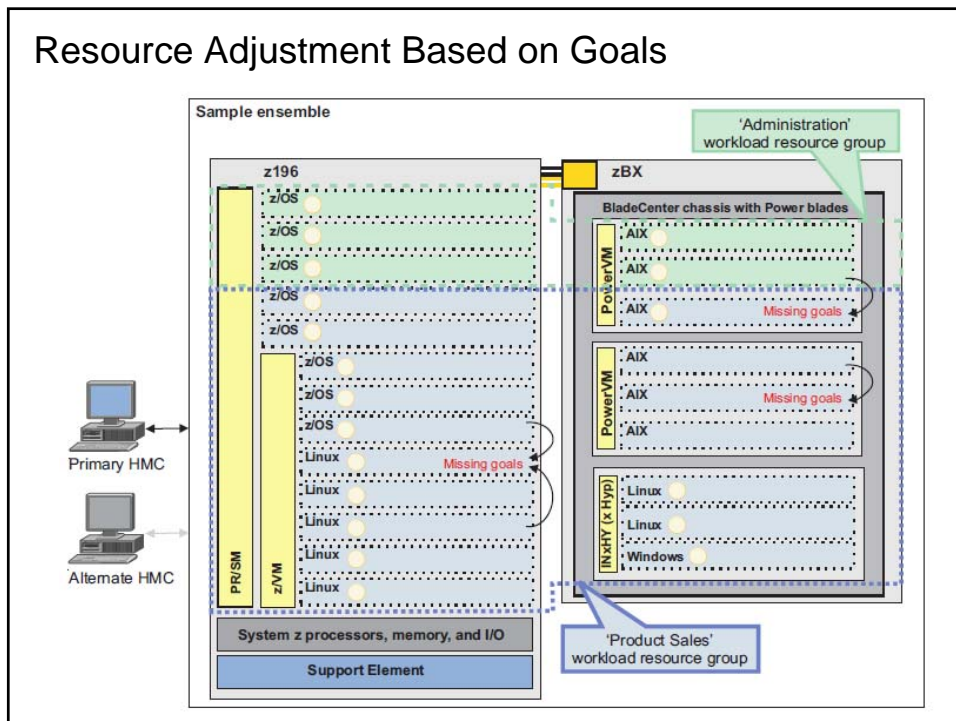 Resource Adjustment Based on Goals
Sample ensemble
'Administration'
workload resource group
z196
zBX
z/OS
z/OS
z/OS
z/OS
z/OS
z/OS
z/OS
z/OS
Linux
Missing goals
Linux
Linux
Linux
Linux
PR/SM
z/VM
System z processors, memory, and I/O
Support Element
BladeCenter chassis with Power blades
PowerVM
AIX
AIX
AIX
Missing goals
PowerVM
AIX
AIX
Missing goals
AIX
INxHY (x Hyp)
Linux
Linux
Windows
'Product Sales'
workload resource group
Primary HMC
Alternate HMC